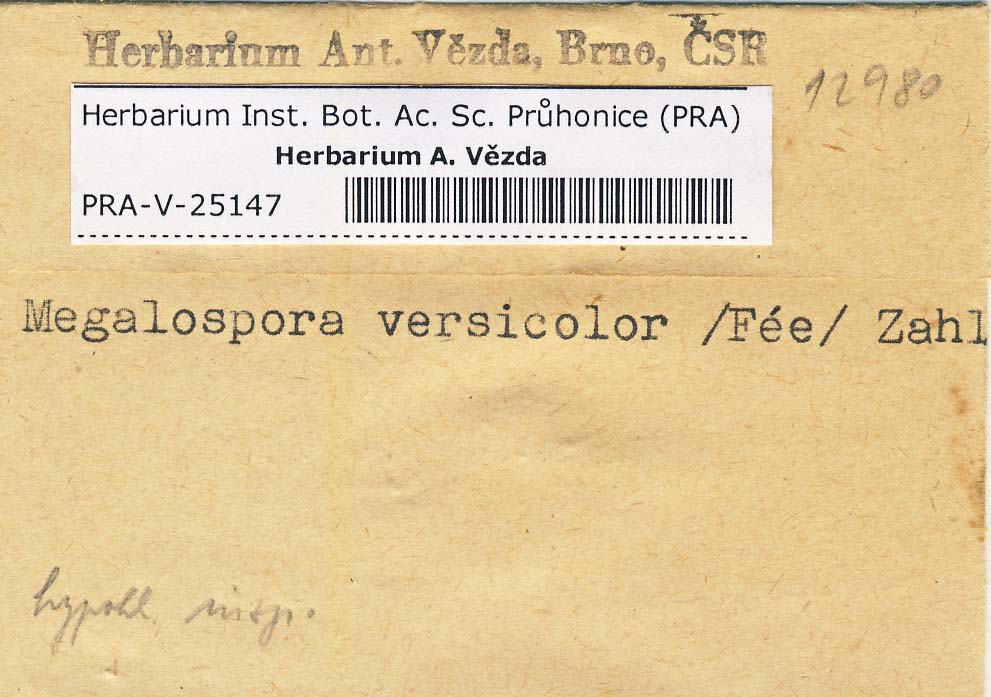 Herbarium Ant. Vězda, Brno, ČSR
12980
Herbarium Inst. Bot. Ac. Sc. Průhonice (PRA)
Herbarium A. Vězda
PRA-V-25147
Megalospora versicolor /Fée/ Zahl